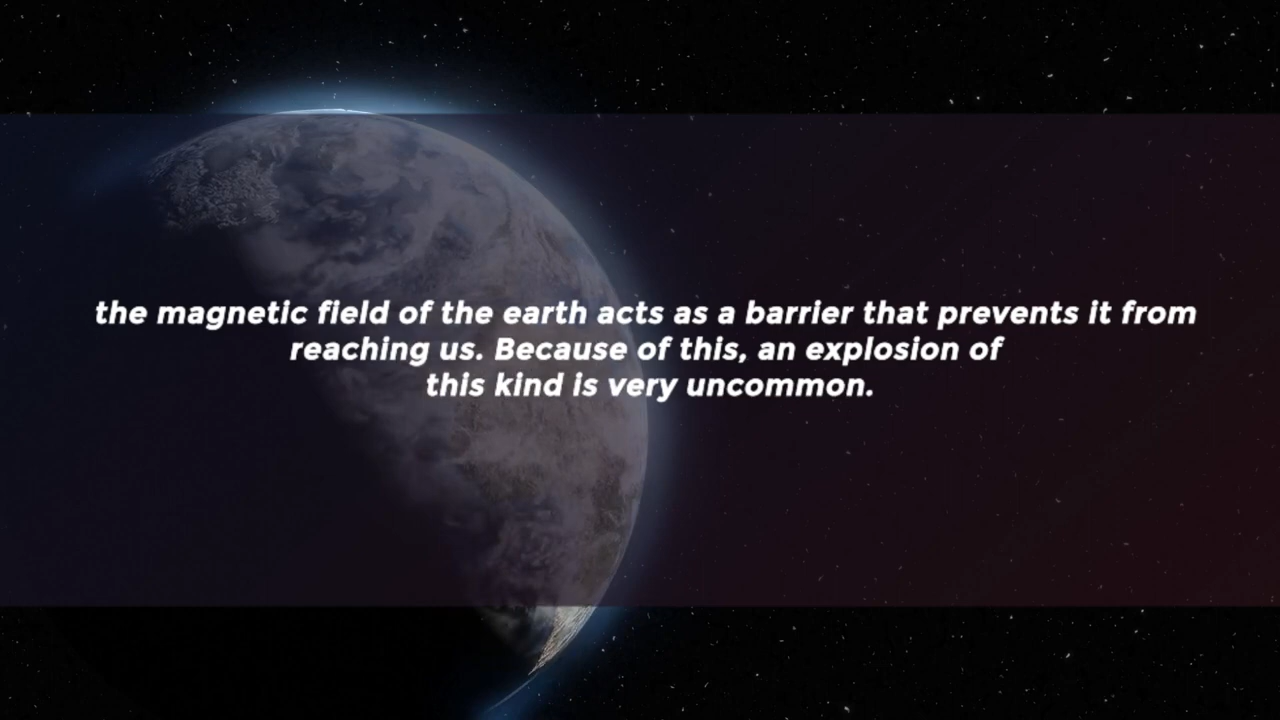 the magnetic field of the earth acts as a barrier that prevents it from
reaching us. Because of this, an explosion of
this kind is very uncommon.